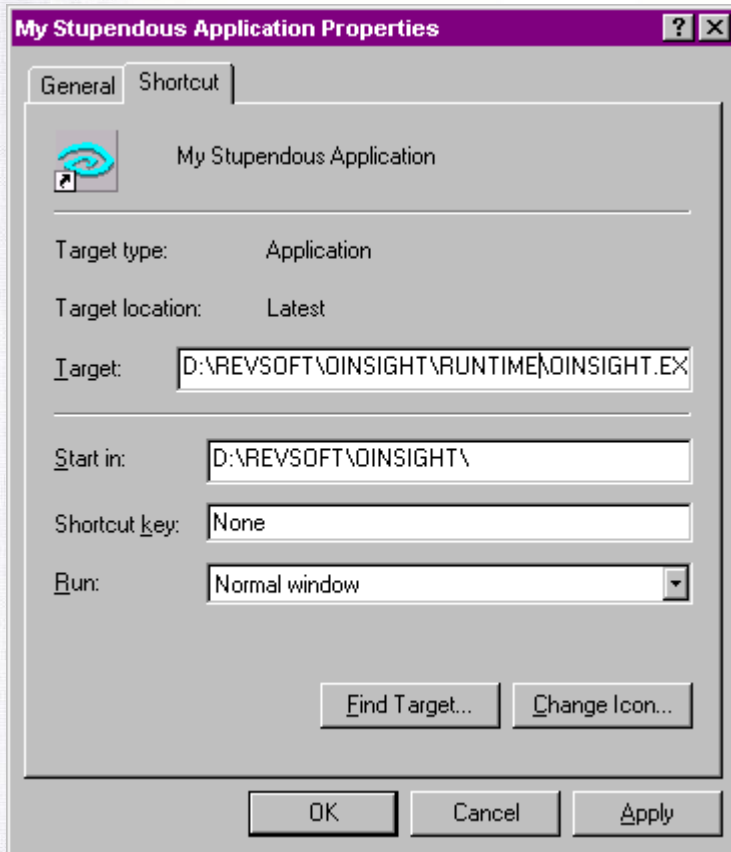 My Stupendous Application Properties
General Shortcut
My Stupendous Application
Target type: Application
Target location: Latest
Target: D:\REVSOFT\OINSIGHT\RUNTIME\OINSIGHT.EX
Start in: D:\REVSOFT\OINSIGHT\
Shortcut key: None
Run: Normal window
Find Target... Change Icon...
OK Cancel Apply